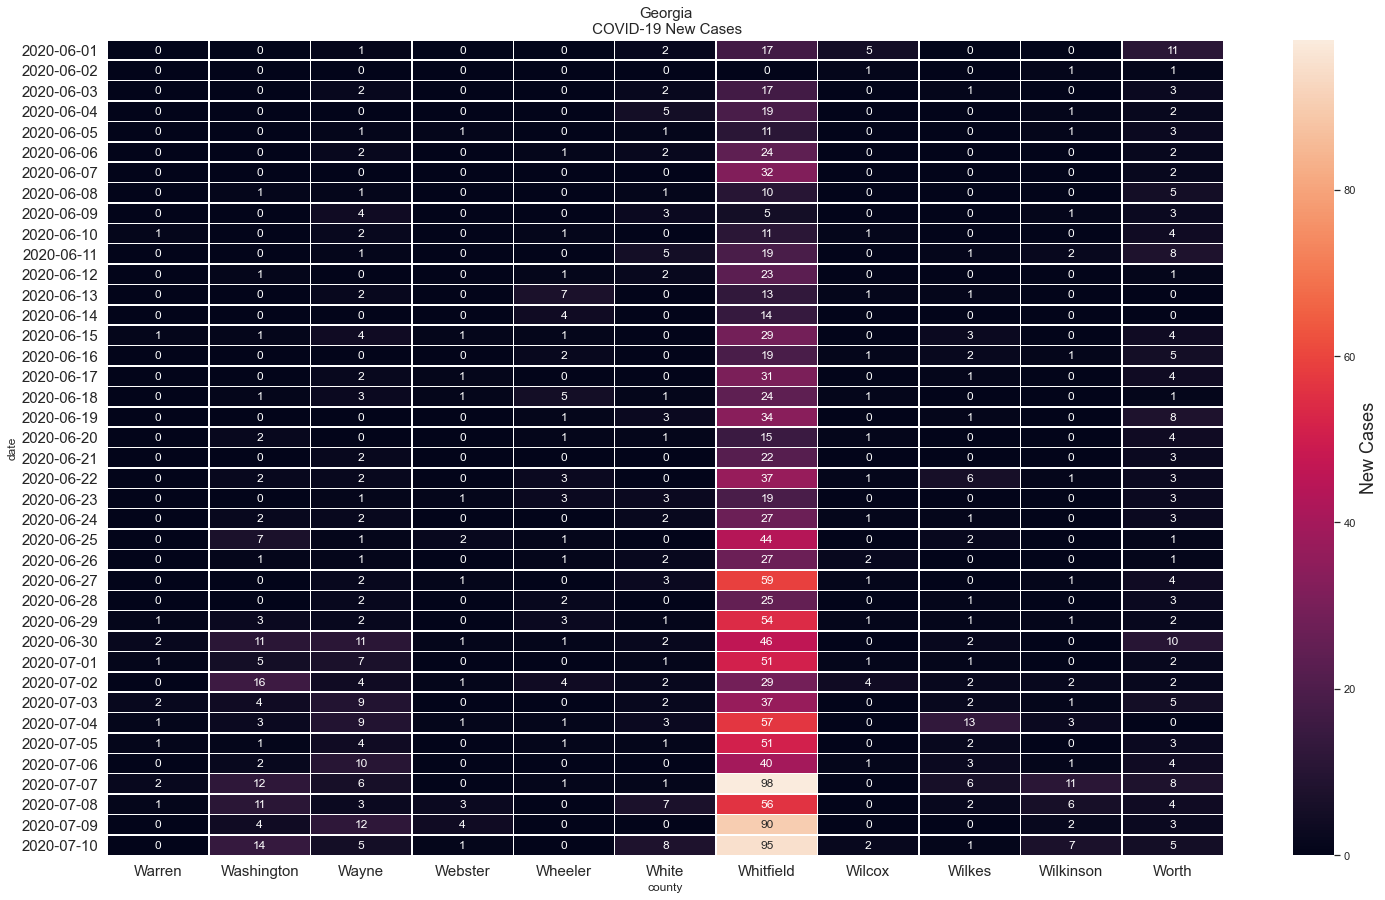 Georgia
COVID-19 New Cases
2020-06-01 0 0 1 0 0 2 17 5 0 0 11
2020-06-02 0 0 0 0 0 0 0 1 0 1 1
2020-06-03 0 0 2 0 0 2 17 0 1 0 3
2020-06-04 0 0 0 0 0 5 19 0 0 1 2
2020-06-05 0 0 1 1 0 1 11 0 0 1 3
2020-06-06 0 0 2 0 1 2 24 0 0 0 2
2020-06-07 0 0 0 0 0 0 32 0 0 0 2
2020-06-08 0 1 1 0 0 1 10 0 0 0 5
2020-06-09 0 0 4 0 0 3 5 0 0 1 3
2020-06-10 1 0 2 0 1 0 11 1 0 0 4
2020-06-11 0 0 1 0 0 5 19 0 1 2 8
2020-06-12 0 1 0 0 1 2 23 0 0 0 1
2020-06-13 0 0 2 0 7 0 13 1 1 0 0
2020-06-14 0 0 0 0 4 0 14 0 0 0 0
2020-06-15 1 1 4 1 1 0 29 0 3 0 4
2020-06-16 0 0 0 0 2 0 19 1 2 1 5
2020-06-17 0 0 2 1 0 0 31 0 1 0 4
2020-06-18 0 1 3 1 5 1 24 1 0 0 1
2020-06-19 0 0 0 0 1 3 34 0 1 0 8
2020-06-20 0 2 0 0 1 1 15 1 0 0 4
2020-06-21 0 0 2 0 0 0 22 0 0 0 3
2020-06-22 0 2 2 0 3 0 37 1 6 1 3
2020-06-23 0 0 1 1 3 3 19 0 0 0 3
2020-06-24 0 2 2 0 0 2 27 1 1 0 3
2020-06-25 0 7 1 2 1 0 44 0 2 0 1
2020-06-26 0 1 1 0 1 2 27 2 0 0 1
2020-06-27 0 0 2 1 0 3 59 1 0 1 4
2020-06-28 0 0 2 0 2 0 25 0 1 0 3
2020-06-29 1 3 2 0 3 1 54 1 1 1 2
2020-06-30 2 11 11 1 1 2 46 0 2 0 10
2020-07-01 1 5 7 0 0 1 51 1 1 0 2
2020-07-02 0 16 4 1 4 2 29 4 2 2 2
2020-07-03 2 4 9 0 0 2 37 0 2 1 5
2020-07-04 1 3 9 1 1 3 57 0 13 3 0
2020-07-05 1 1 4 0 1 1 51 0 2 0 3
2020-07-06 0 2 10 0 0 0 40 1 3 1 4
2020-07-07 2 12 6 0 1 1 98 0 6 11 8
2020-07-08 1 11 3 3 0 7 56 0 2 6 4
2020-07-09 0 4 12 4 0 0 90 0 0 2 3
2020-07-10 0 14 5 1 0 8 95 2 1 7 5
Warren Washington Wayne Webster Wheeler White Whitfield Wilcox Wilkes Wilkinson Worth
county
date
80
60
40
20
0
New Cases